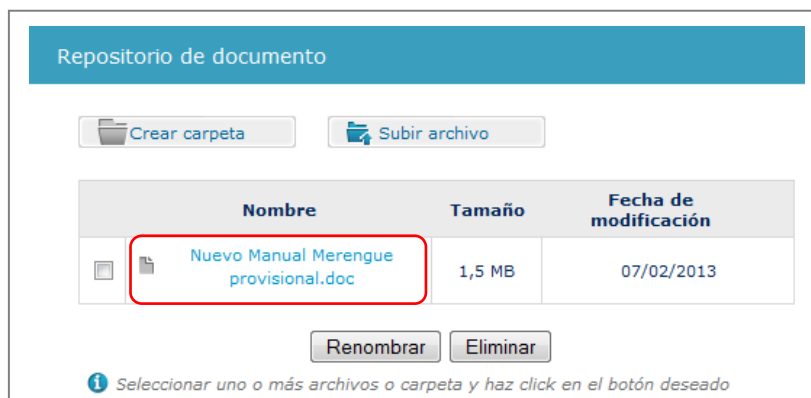 Repositorio de documento
Crear carpeta
Subir archivo
Nombre
Tamaño
Fecha de
modificación
Nuevo Manual Merengue
provisional.doc
1,5 MB
07/02/2013
Renombrar
Eliminar
Seleccionar uno o más archivos o carpeta y haz click en el botón deseado